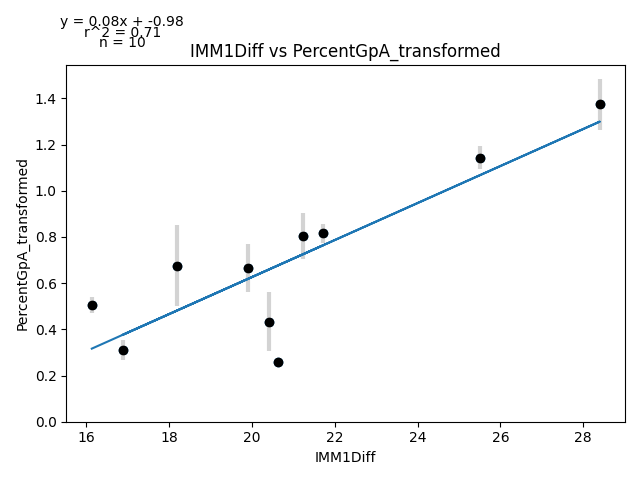 y = 0.08x + -0.98
r^2 = 0.71
n = 10
IMM1Diff vs PercentGpA_transformed
PercentGpA_transformed
1.4
1.2
1.0
0.8
0.6
0.4
0.2
0.0
16 18 20 22 24 26 28
IMM1Diff